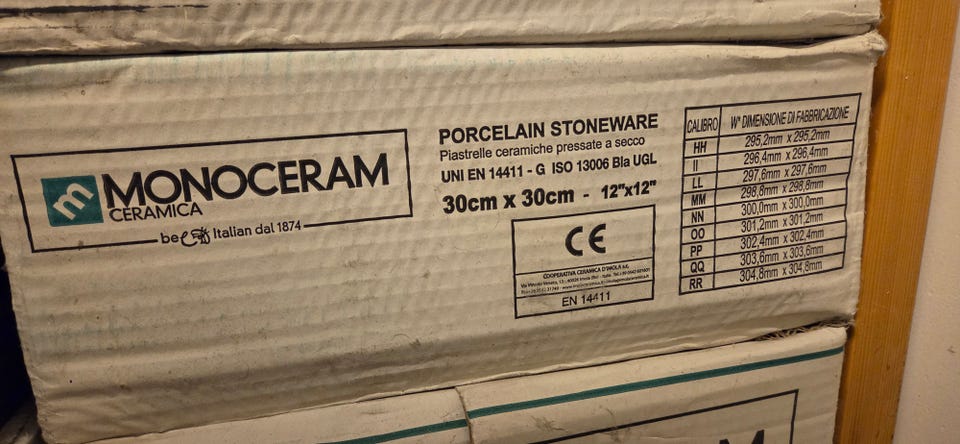 MONOCERAM
CERAMICA
be Italian dal 1874
PORCELAIN STONEWARE
Piastrelle ceramiche pressate a secco
UNI EN 14411 - G ISO 13006 BIa UGL
30cm x 30cm - 12"x12"
CE
COOPERATIVA CERAMICA D'IMOLA s.c.
EN 14411
CALIBRO W" DIMENSIONE DI FABBRICAZIONE
HH 295,2mm x 295,2mm
II 296,4mm x 296,4mm
LL 297,6mm x 297,6mm
MM 298,8mm x 298,8mm
NN 300,0mm x 300,0mm
OO 301,2mm x 301,2mm
PP 302,4mm x 302,4mm
QQ 303,6mm x 303,6mm
RR 304,8mm x 304,8mm